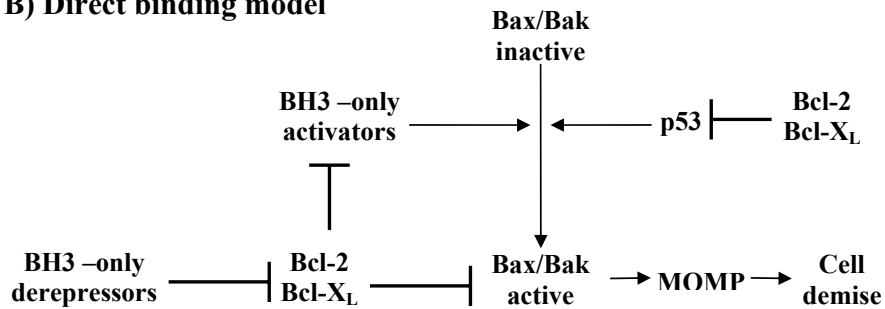 B) Direct binding model
Bax/Bak
inactive
BH3 –only
activators
p53
Bcl-2
Bcl-XL
BH3 –only
derepressors
Bcl-2
Bcl-XL
Bax/Bak
active
MOMP
Cell
demise